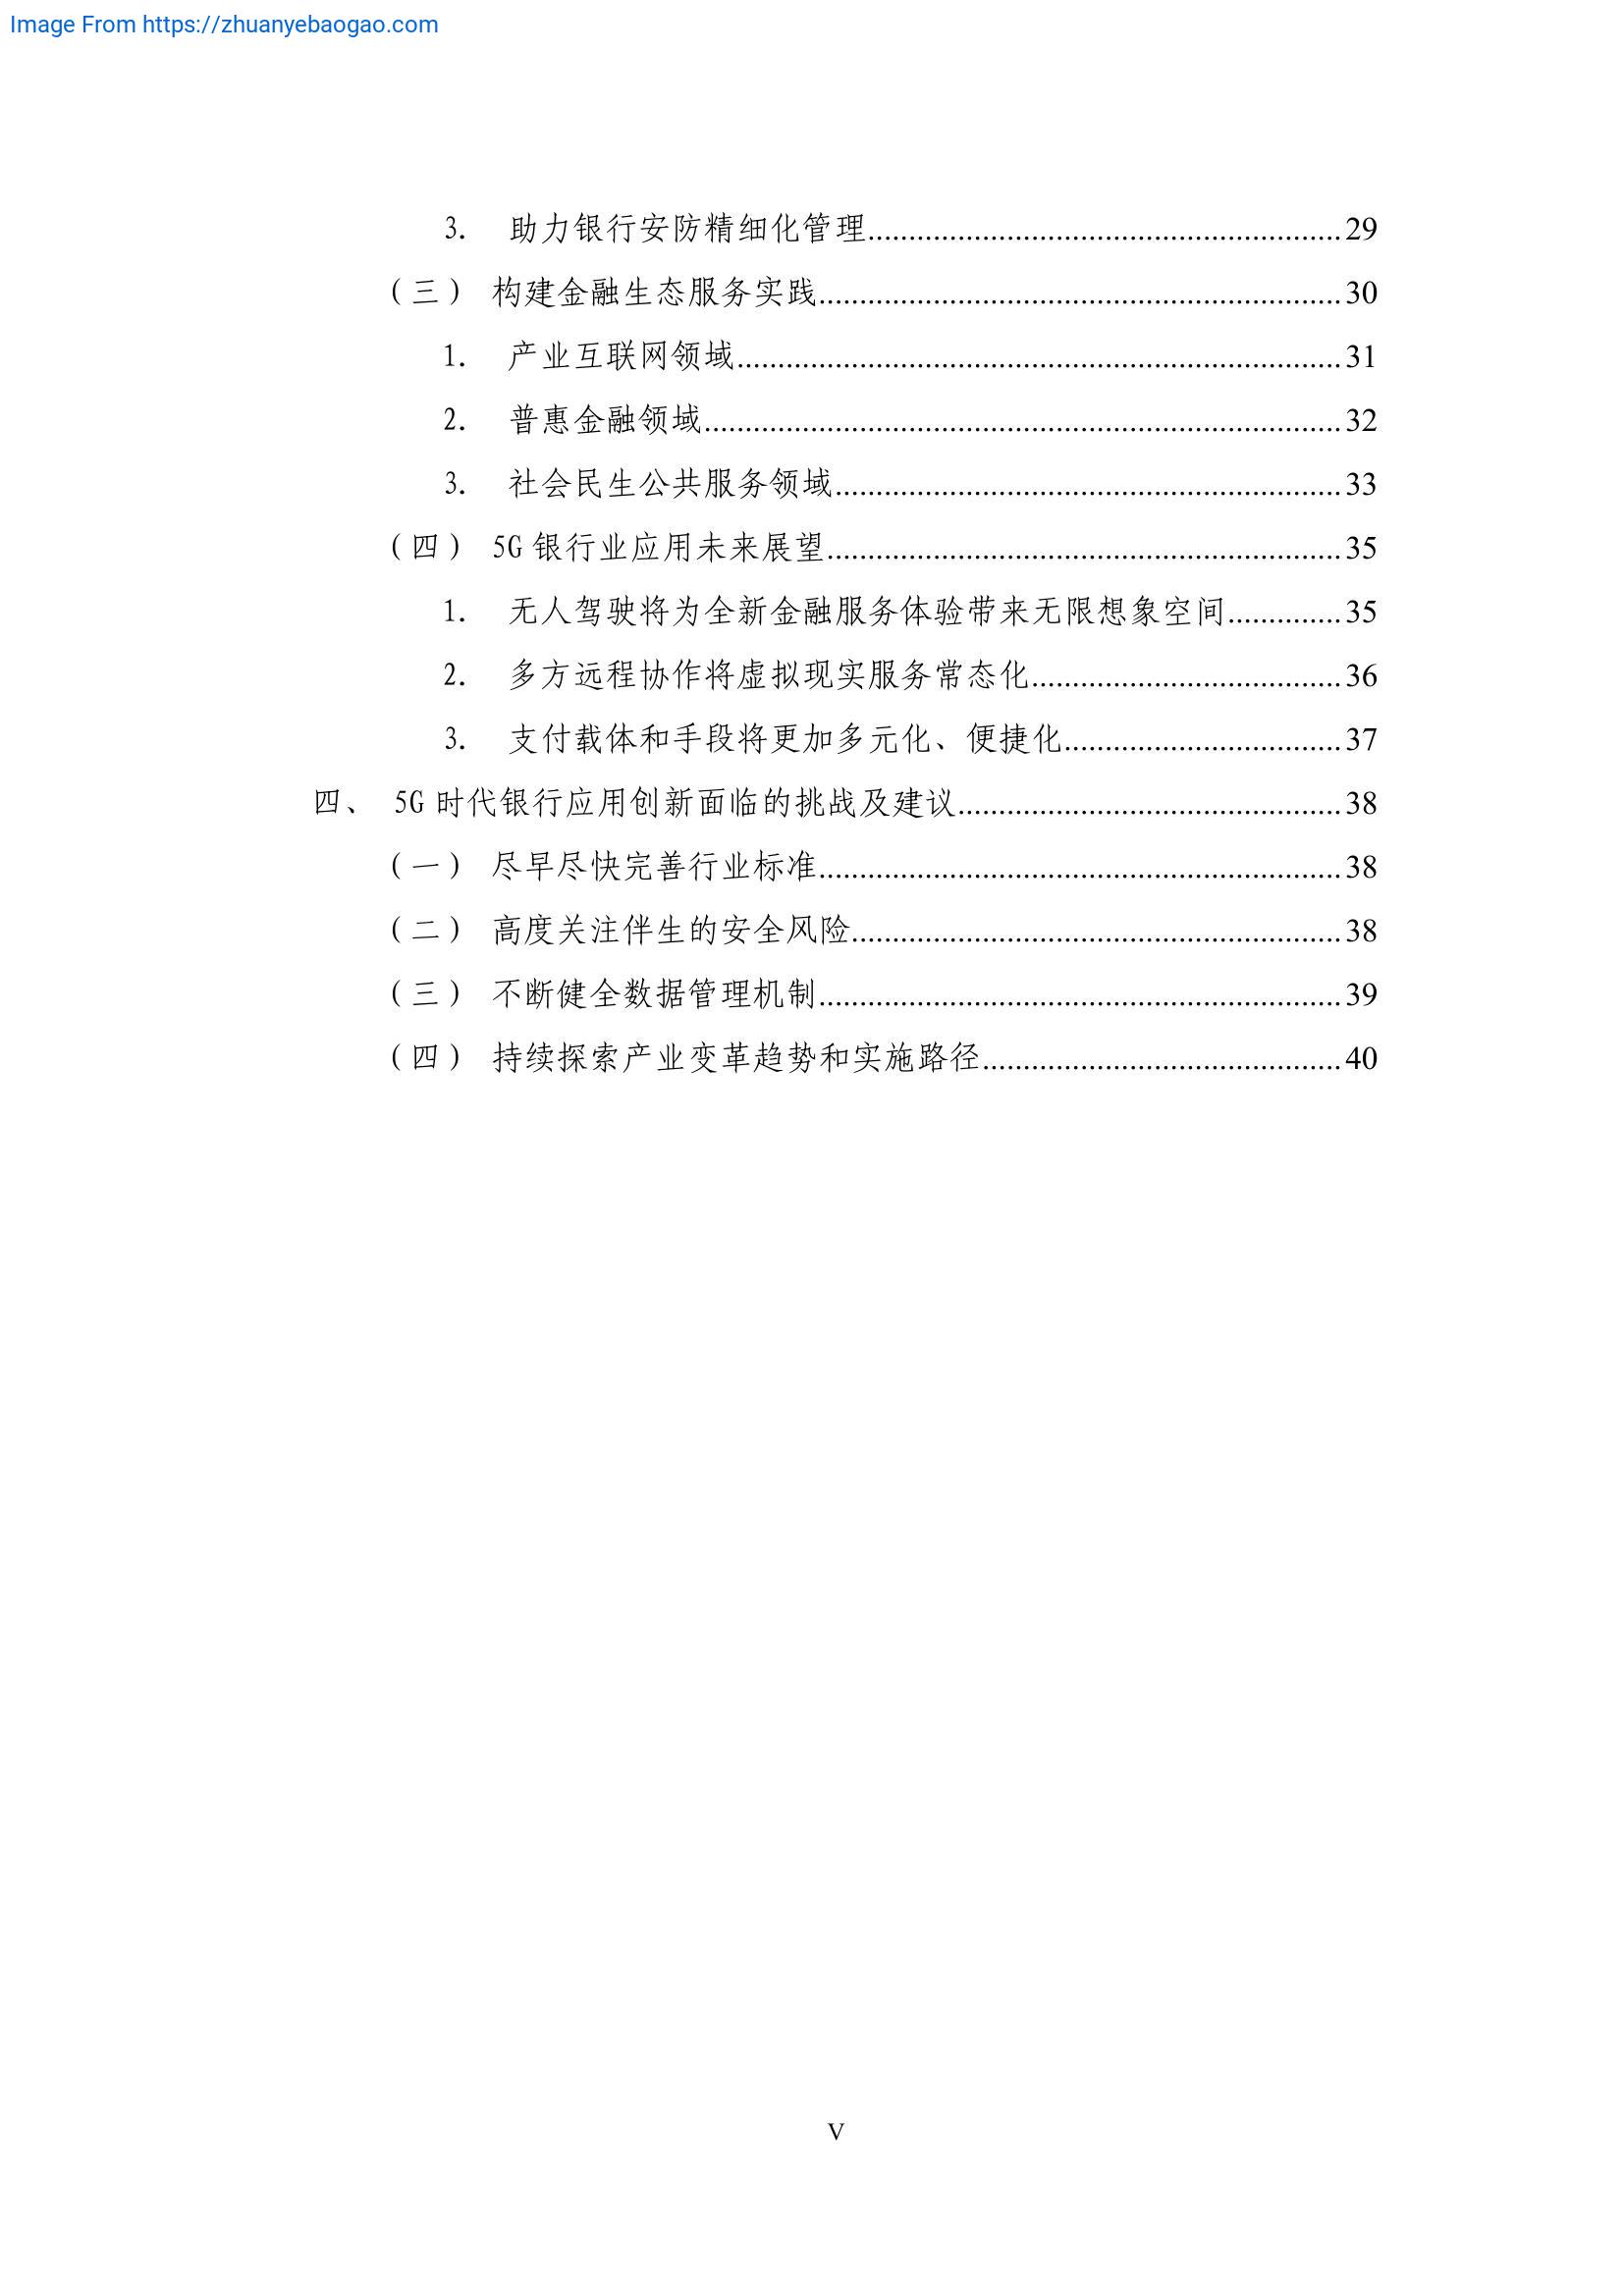 Image From https://zhuanyebaogao.com
3. 助力银行安防精细化管理..........29
（三） 构建金融生态服务实践..........30
1. 产业互联网领域..........31
2. 普惠金融领域..........32
3. 社会民生公共服务领域..........33
（四） 5G 银行业应用未来展望..........35
1. 无人驾驶将为全新金融服务体验带来无限想象空间..........35
2. 多方远程协作将虚拟现实服务常态化..........36
3. 支付载体和手段将更加多元化、便捷化..........37
四、 5G 时代银行应用创新面临的挑战及建议..........38
（一） 尽早尽快完善行业标准..........38
（二） 高度关注伴生的安全风险..........38
（三） 不断健全数据管理机制..........39
（四） 持续探索产业变革趋势和实施路径..........40
V